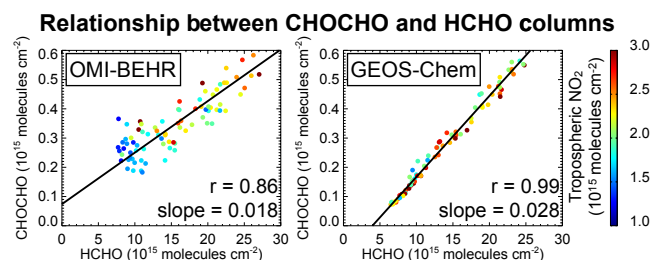 Relationship between CHOCHO and HCHO columns
CHOCHO (10¹⁵ molecules cm⁻²)
0.6
0.5
0.4
0.3
0.2
0.1
0.0
OMI-BEHR
r = 0.86
slope = 0.018
0 5 10 15 20 25 30
HCHO (10¹⁵ molecules cm⁻²)
CHOCHO (10¹⁵ molecules cm⁻²)
0.6
0.5
0.4
0.3
0.2
0.1
0.0
GEOS-Chem
r = 0.99
slope = 0.028
0 5 10 15 20 25 30
HCHO (10¹⁵ molecules cm⁻²)
Tropospheric NO₂
(10¹⁵ molecules cm⁻²)
3.0
2.5
2.0
1.5
1.0